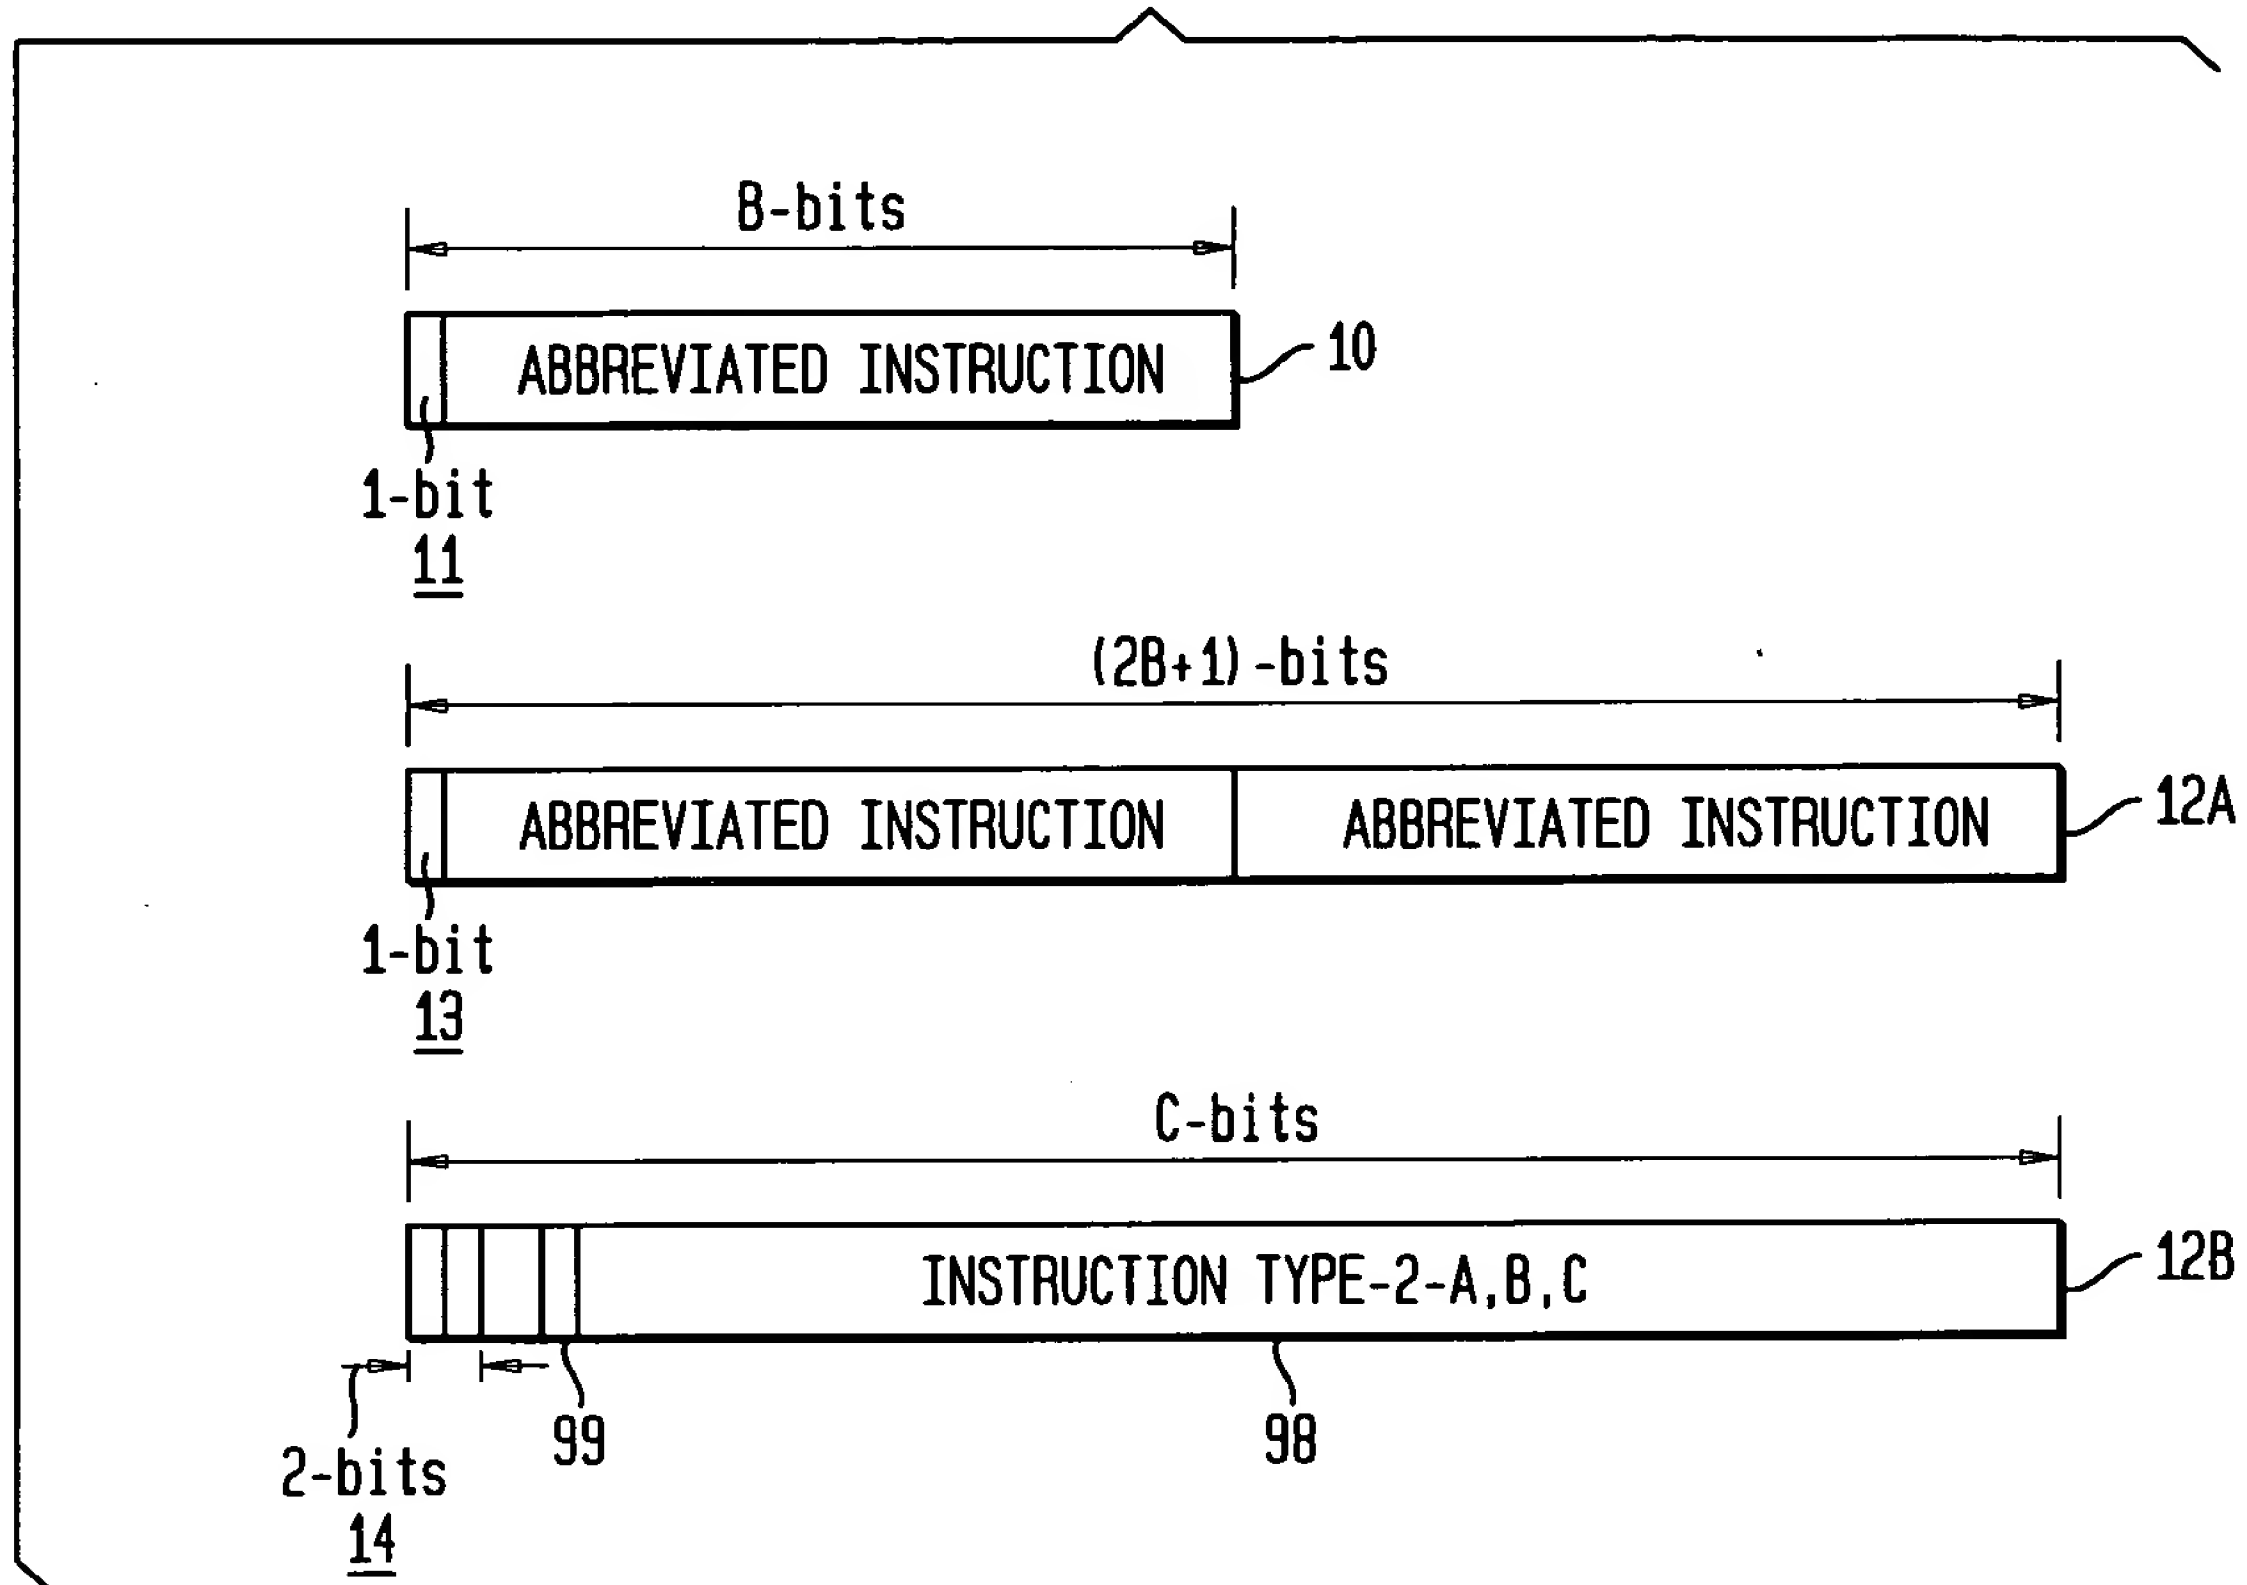 B-bits
ABBREVIATED INSTRUCTION
10
1-bit
11
(2B+1)-bits
ABBREVIATED INSTRUCTION ABBREVIATED INSTRUCTION
12A
1-bit
13
C-bits
INSTRUCTION TYPE-2-A,B,C
12B
99
98
2-bits
14